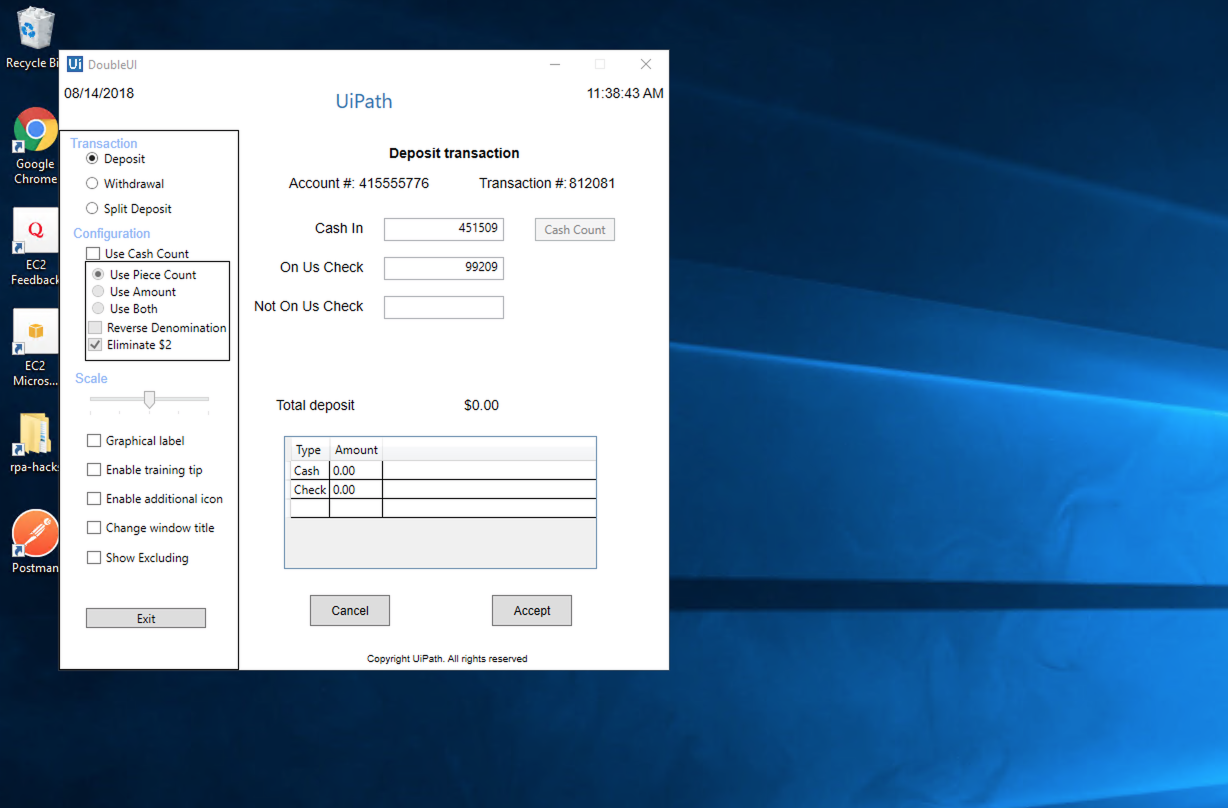 Recycle Bi
Google
Chrome
Q
EC2
Feedback
EC2
Micros...
rpa-hacks
Postman
Ui DoubleUI
08/14/2018
UiPath
11:38:43 AM
Transaction
Deposit
Withdrawal
Split Deposit
Configuration
Use Cash Count
Use Piece Count
Use Amount
Use Both
Reverse Denomination
Eliminate $2
Scale
Graphical label
Enable training tip
Enable additional icon
Change window title
Show Excluding
Exit
Deposit transaction
Account #: 415555776 Transaction #: 812081
Cash In 451509 Cash Count
On Us Check 99209
Not On Us Check
Total deposit $0.00
Type Amount
Cash 0.00
Check 0.00
Cancel Accept
Copyright UiPath. All rights reserved